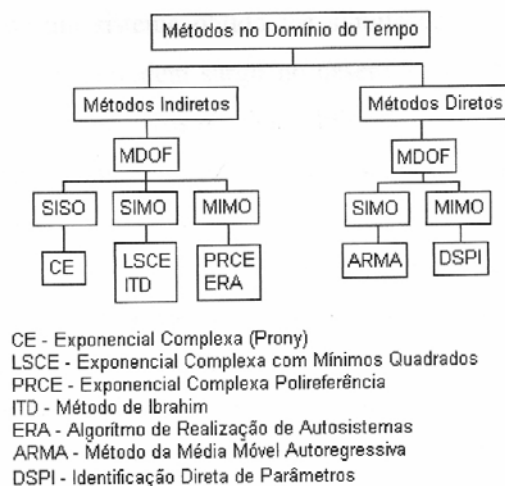 Métodos no Domínio do Tempo
Métodos Indiretos
Métodos Diretos
MDOF
MDOF
SISO
SIMO
MIMO
SIMO
MIMO
CE
LSCE
ITD
PRCE
ERA
ARMA
DSPI
CE - Exponencial Complexa (Prony)
LSCE - Exponencial Complexa com Mínimos Quadrados
PRCE - Exponencial Complexa Polireferência
ITD - Método de Ibrahim
ERA - Algorítmo de Realização de Autosistemas
ARMA - Método da Média Móvel Autoregressiva
DSPI - Identificação Direta de Parâmetros